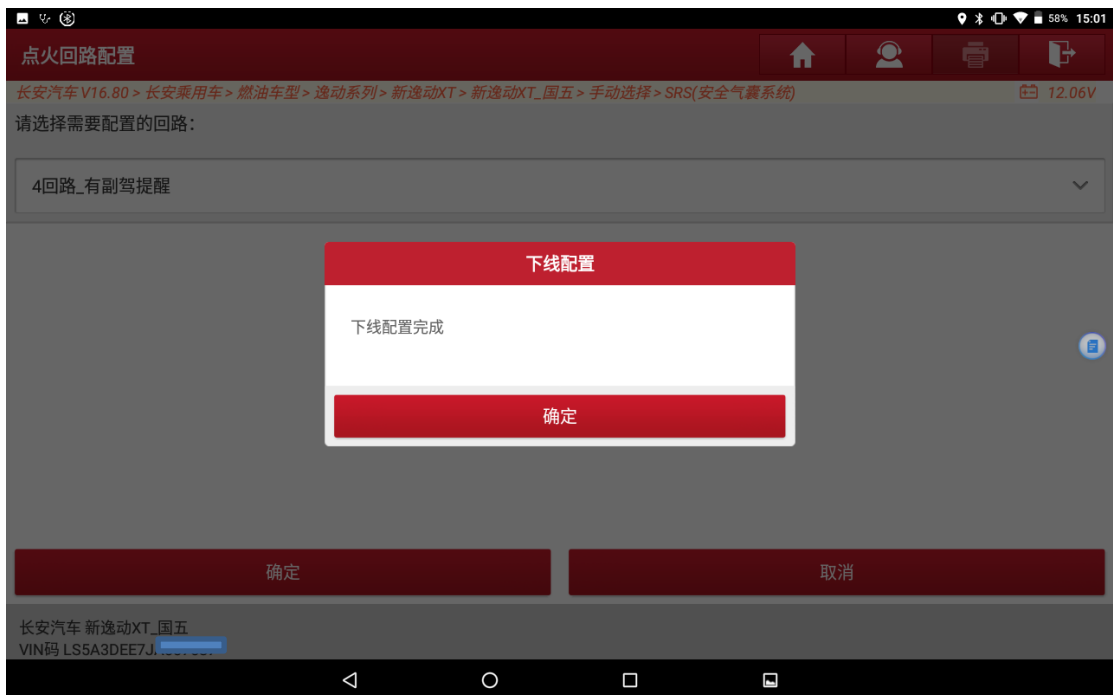 58% 15:01
点火回路配置
长安汽车 V16.80 > 长安乘用车 > 燃油车型 > 逸动系列 > 新逸动XT > 新逸动XT_国五 > 手动选择 > SRS(安全气囊系统) 12.06V
请选择需要配置的回路：
4回路_有副驾提醒
下线配置
下线配置完成
确定
确定 取消
长安汽车 新逸动XT_国五
VIN码 LS5A3DEE7J